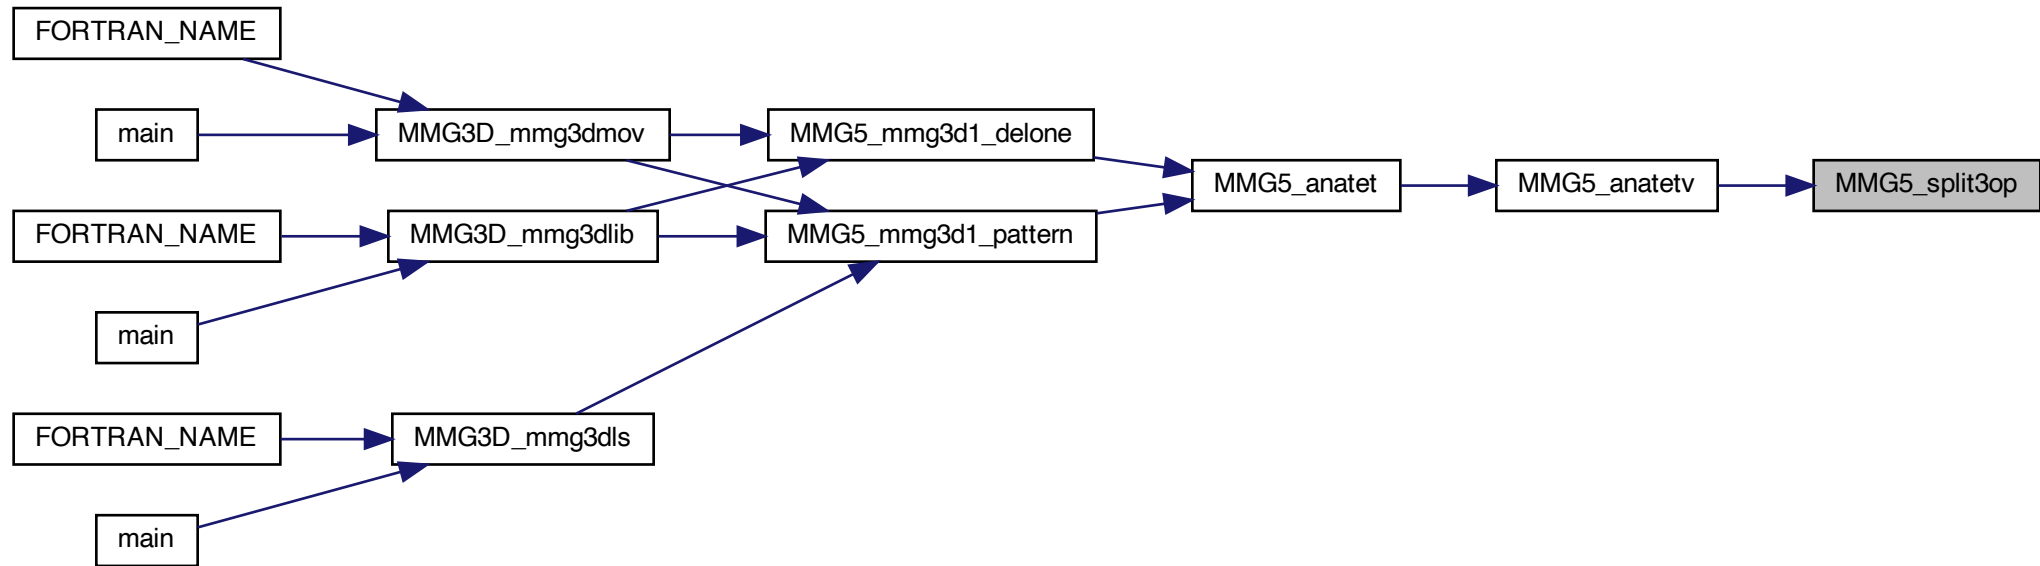 FORTRAN_NAME
main
MMG3D_mmg3dmov
MMG5_mmg3d1_delone
MMG5_anatet
MMG5_anatetv
MMG5_split3op
FORTRAN_NAME
MMG3D_mmg3dlib
MMG5_mmg3d1_pattern
main
FORTRAN_NAME
MMG3D_mmg3dls
main